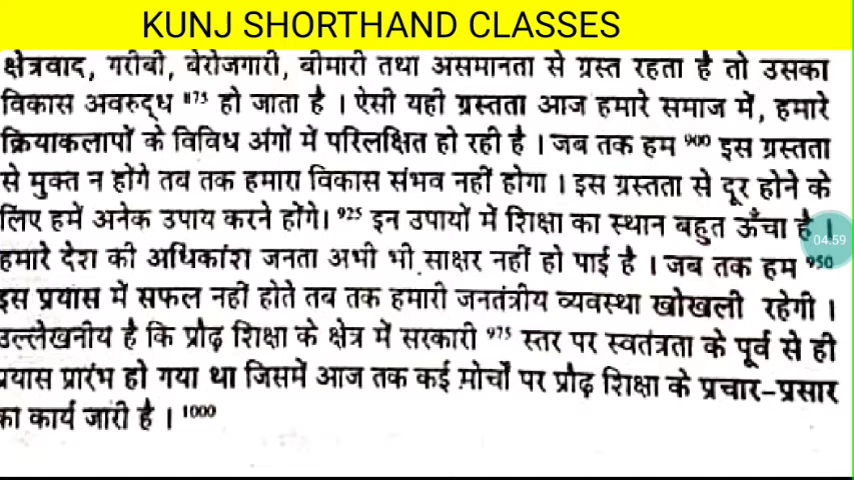 KUNJ SHORTHAND CLASSES
क्षेत्रवाद, गरीबी, बेरोजगारी, बीमारी तथा असमानता से ग्रस्त रहता है तो उसका
विकास अवरुद्ध 875 हो जाता है । ऐसी यही ग्रस्तता आज हमारे समाज में, हमारे
क्रियाकलापों के विविध अंगों में परिलक्षित हो रही है । जब तक हम 900 इस ग्रस्तता
से मुक्त न होंगे तब तक हमारा विकास संभव नहीं होगा । इस ग्रस्तता से दूर होने के
लिए हमें अनेक उपाय करने होंगे। 925 इन उपायों में शिक्षा का स्थान बहुत ऊँचा है ।
04:59
हमारे देश की अधिकांश जनता अभी भी साक्षर नहीं हो पाई है । जब तक हम 950
इस प्रयास में सफल नहीं होते तब तक हमारी जनतंत्रीय व्यवस्था खोखली रहेगी ।
उल्लेखनीय है कि प्रौढ़ शिक्षा के क्षेत्र में सरकारी 975 स्तर पर स्वतंत्रता के पूर्व से ही
प्रयास प्रारंभ हो गया था जिसमें आज तक कई मोर्चों पर प्रौढ़ शिक्षा के प्रचार-प्रसार
का कार्य जारी है । 1000